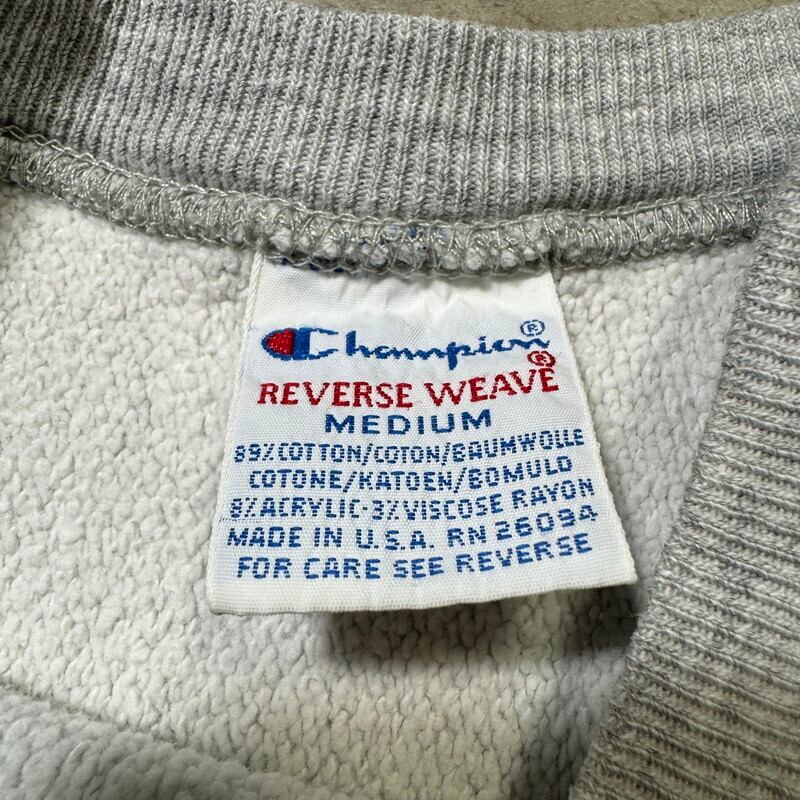 Champion®
REVERSE WEAVE®
MEDIUM
89% COTTON/COTON/BAUMWOLLE
COTONE/KATOEN/BOMULD
8% ACRYLIC-3% VISCOSE RAYON
MADE IN U.S.A. RN 26094
FOR CARE SEE REVERSE